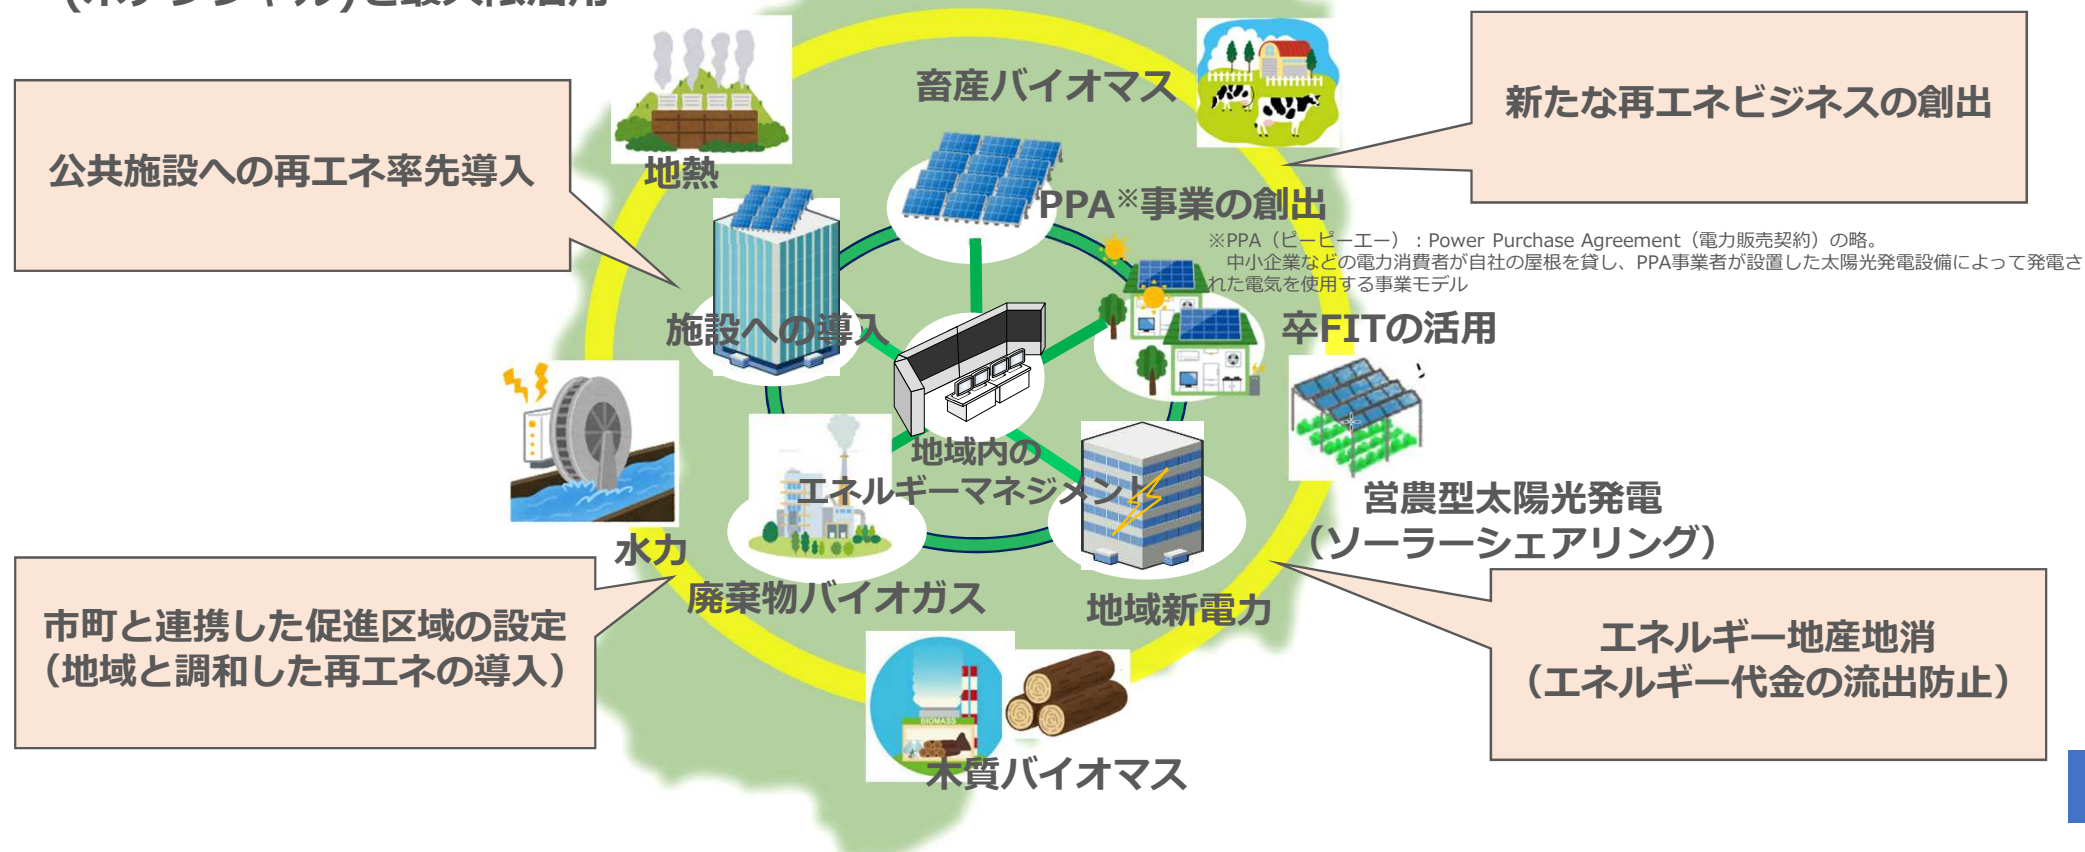 公共施設への再エネ率先導入
地熱
畜産バイオマス
新たな再エネビジネスの創出
PPA※事業の創出
※PPA（ピーピーエー）：Power Purchase Agreement（電力販売契約）の略。
中小企業などの電力消費者が自社の屋根を貸し、PPA事業者が設置した太陽光発電設備によって発電さ
れた電気を使用する事業モデル
施設への導入
卒FITの活用
地域内の
エネルギーマネジメント
営農型太陽光発電
（ソーラーシェアリング）
水力
廃棄物バイオガス
地域新電力
市町と連携した促進区域の設定
（地域と調和した再エネの導入）
エネルギー地産地消
（エネルギー代金の流出防止）
BIOMASS
木質バイオマス